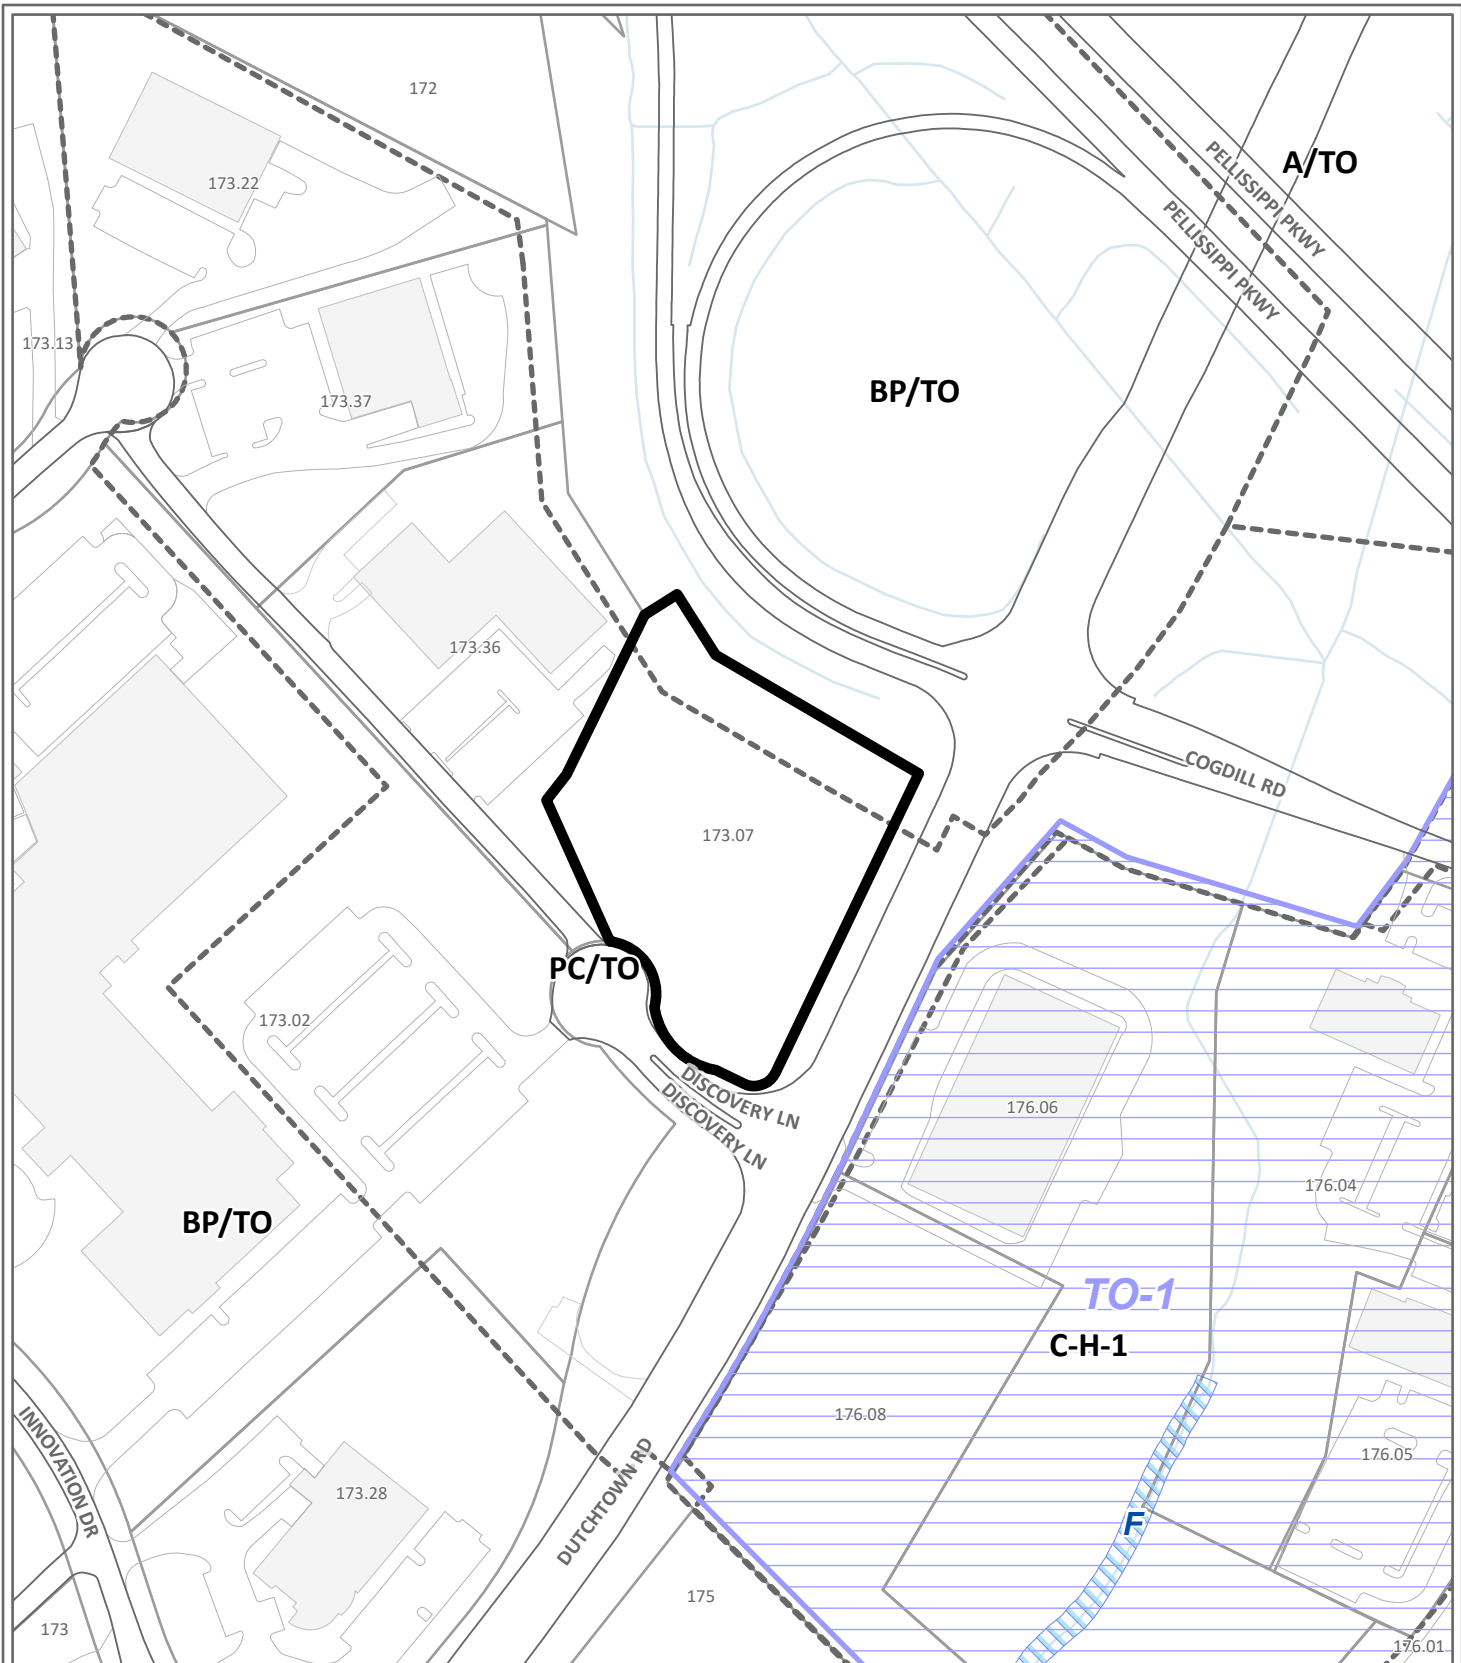 172
A/TO
PELLISSIPPI PKWY
PELLISSIPPI PKWY
173.22
173.13
173.37
BP/TO
173.36
COGDILL RD
173.07
PC/TO
173.02
DISCOVERY LN
DISCOVERY LN
176.06
176.04
BP/TO
TO-1
C-H-1
176.08
176.05
INNOVATION DR
173.28
DUTCHTOWN RD
F
175
173
176.01